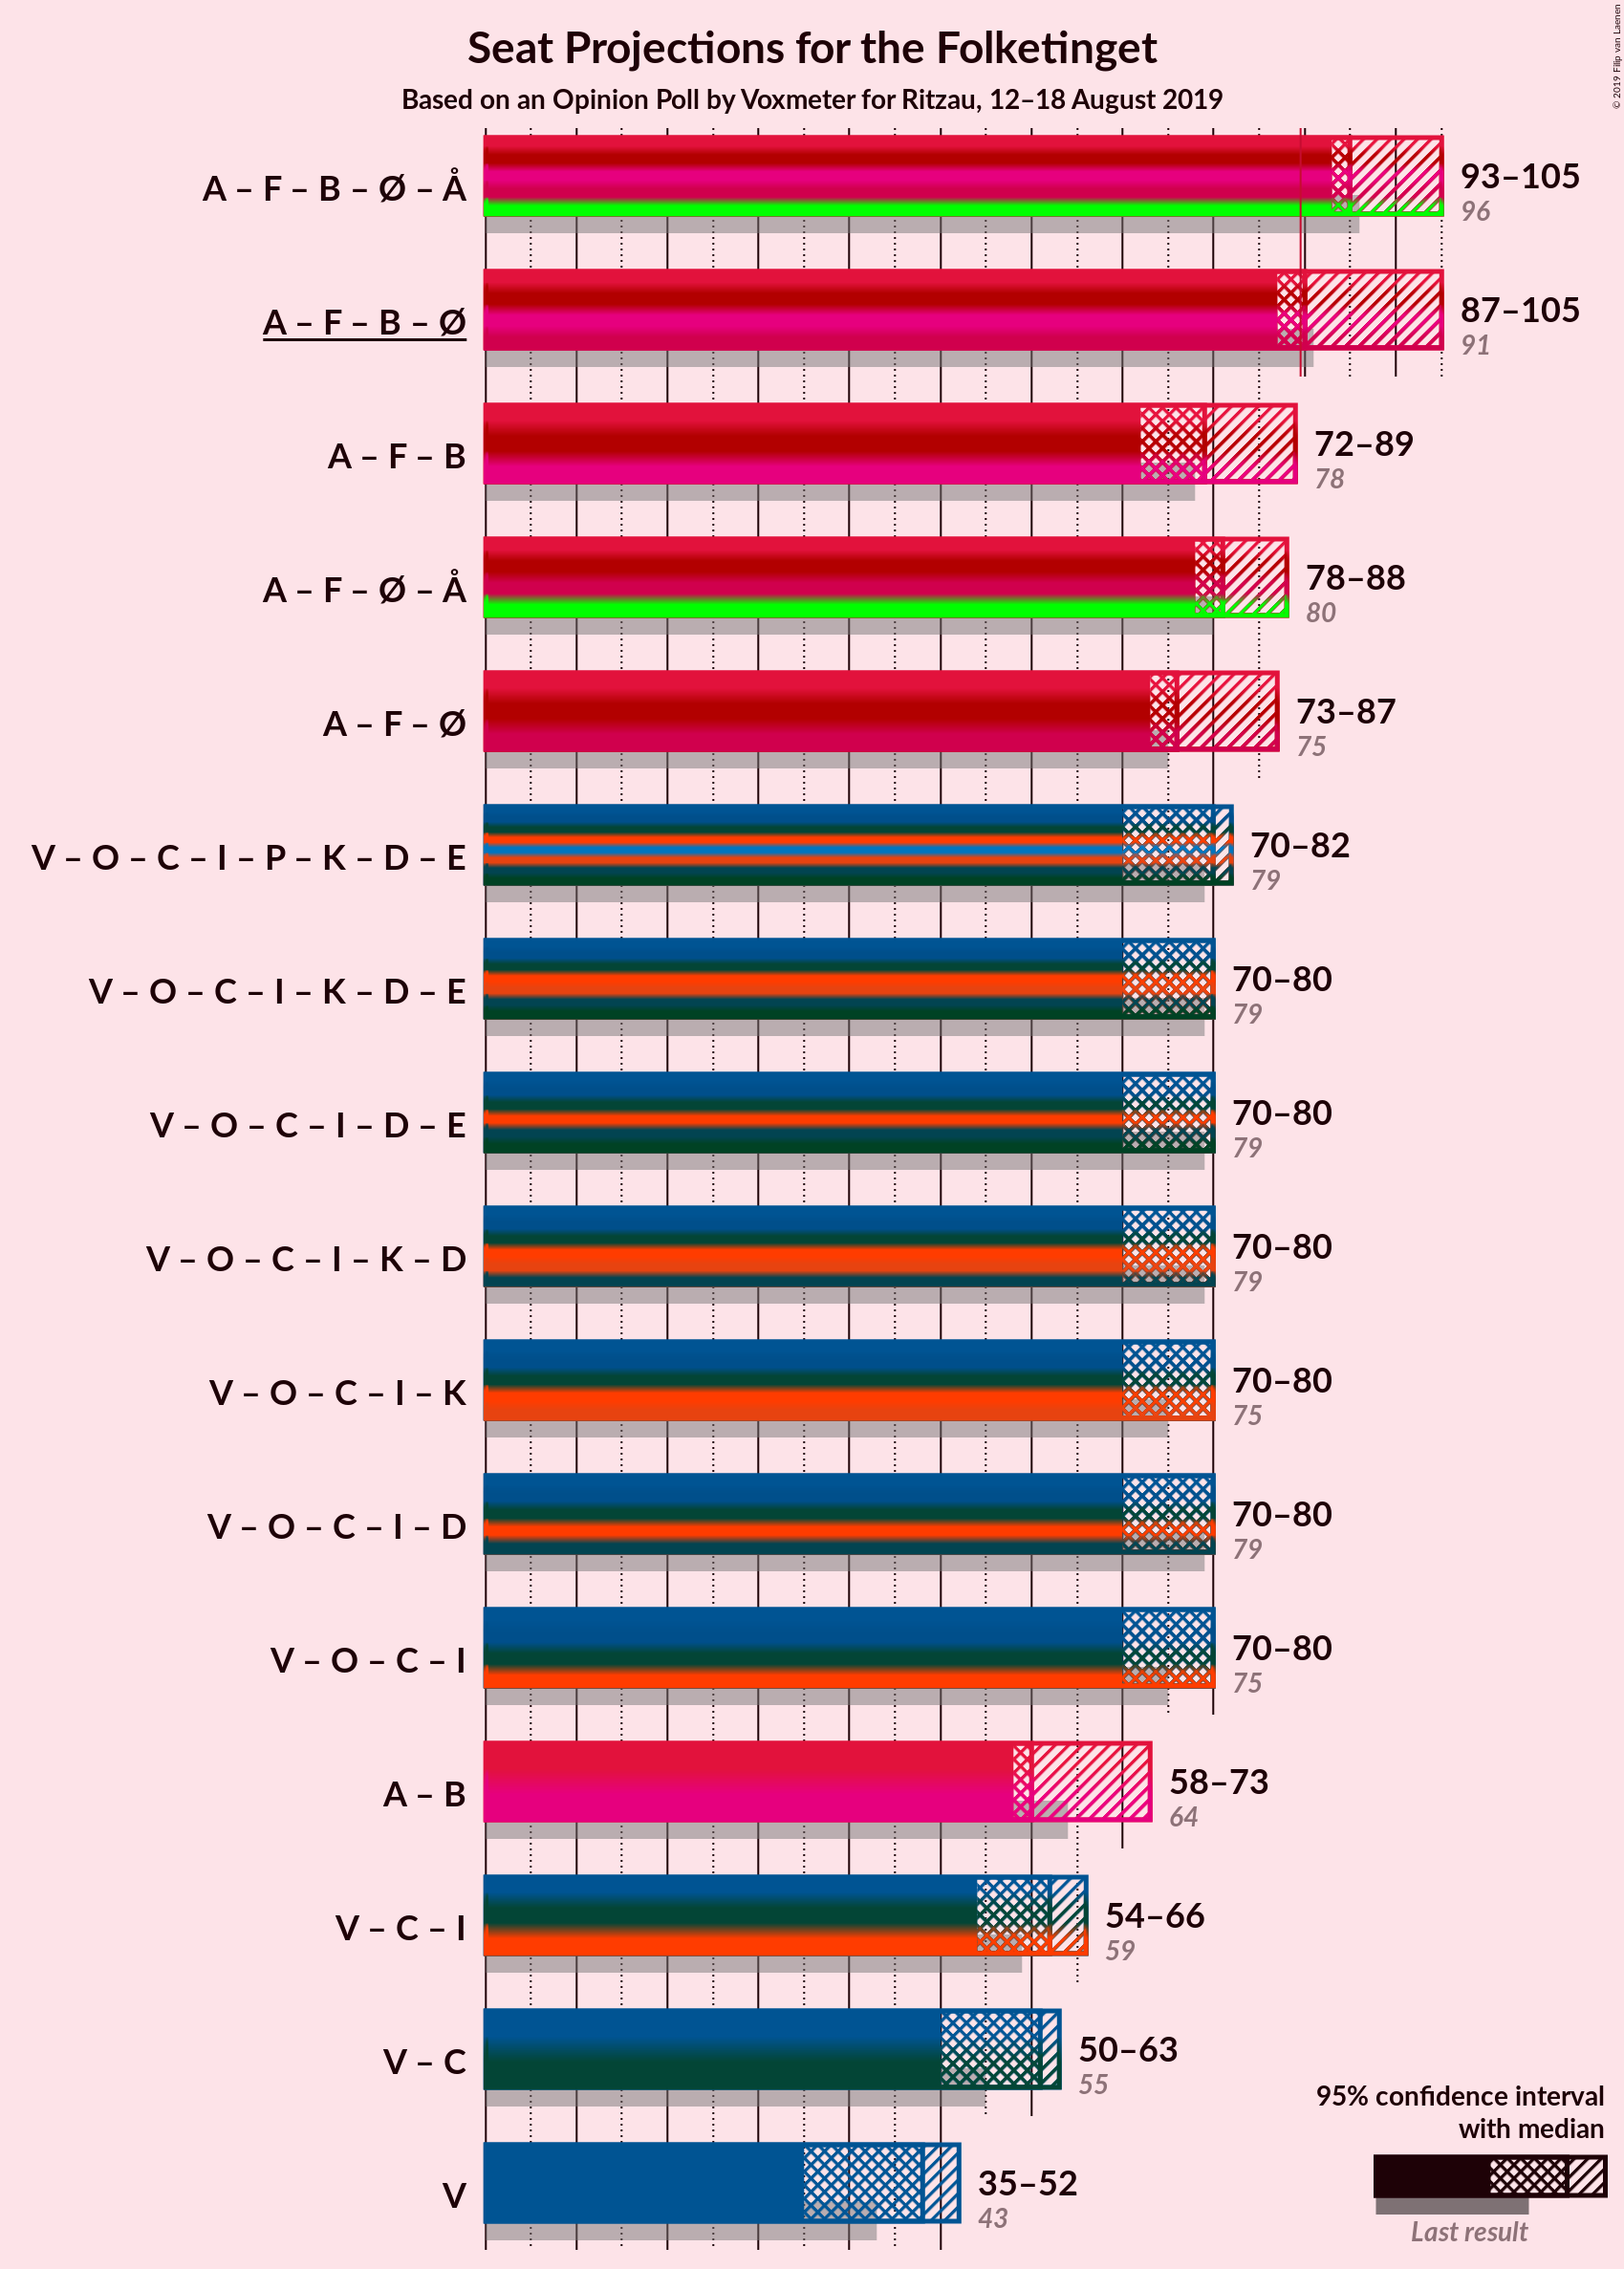 © 2019 Filip van Laenen
Seat Projections for the Folketinget
Based on an Opinion Poll by Voxmeter for Ritzau, 12–18 August 2019
A – F – B – Ø – Å
93–105
96
A – F – B – Ø
87–105
91
A – F – B
72–89
78
A – F – Ø – Å
78–88
80
A – F – Ø
73–87
75
V – O – C – I – P – K – D – E
70–82
79
V – O – C – I – K – D – E
70–80
79
V – O – C – I – D – E
70–80
79
V – O – C – I – K – D
70–80
79
V – O – C – I – K
70–80
75
V – O – C – I – D
70–80
79
V – O – C – I
70–80
75
A – B
58–73
64
V – C – I
54–66
59
V – C
50–63
55
V
35–52
43
95% confidence interval
with median
Last result